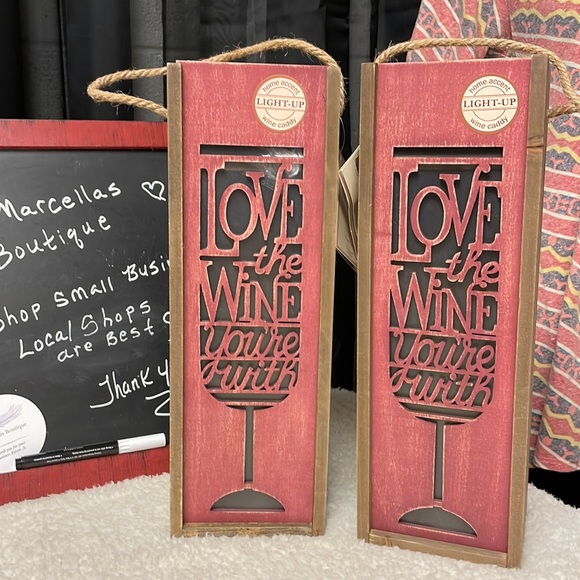 Marcellas
Boutique
Shop Small Busi
Local Shops
are Best
Thank
home accent
LIGHT-UP
wine caddy
LOVE
the
WINE
You're
with
home accent
LIGHT-UP
wine caddy
LOVE
the
WINE
You're
with